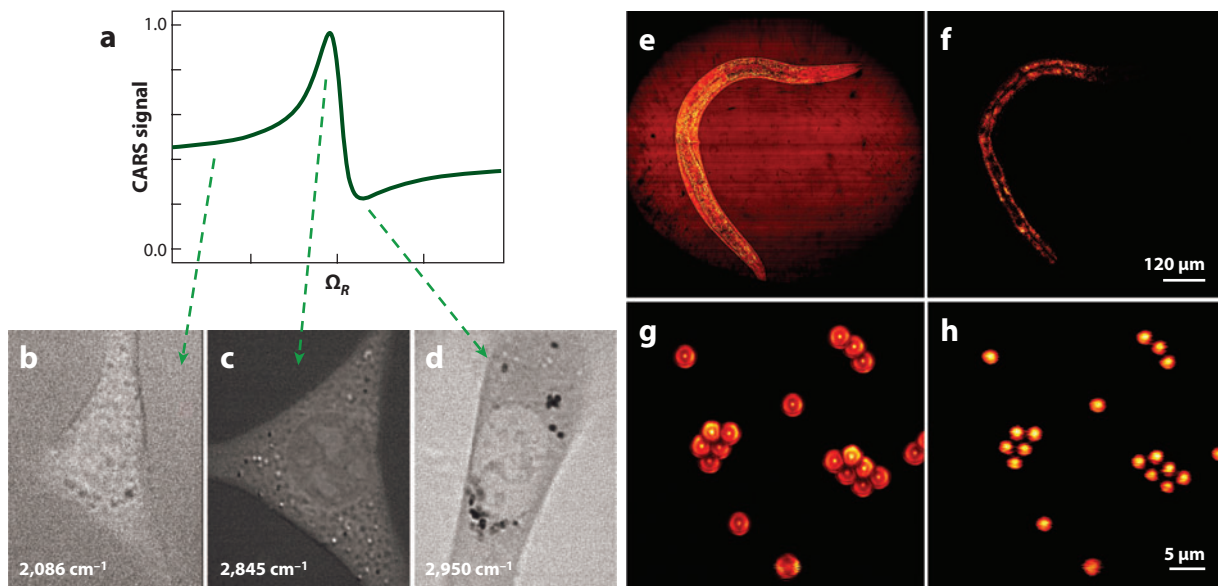 a
1.0
CARS signal
0.0
Ω_R
b
2,086 cm⁻¹
c
2,845 cm⁻¹
d
2,950 cm⁻¹
e
f
120 µm
g
h
5 µm